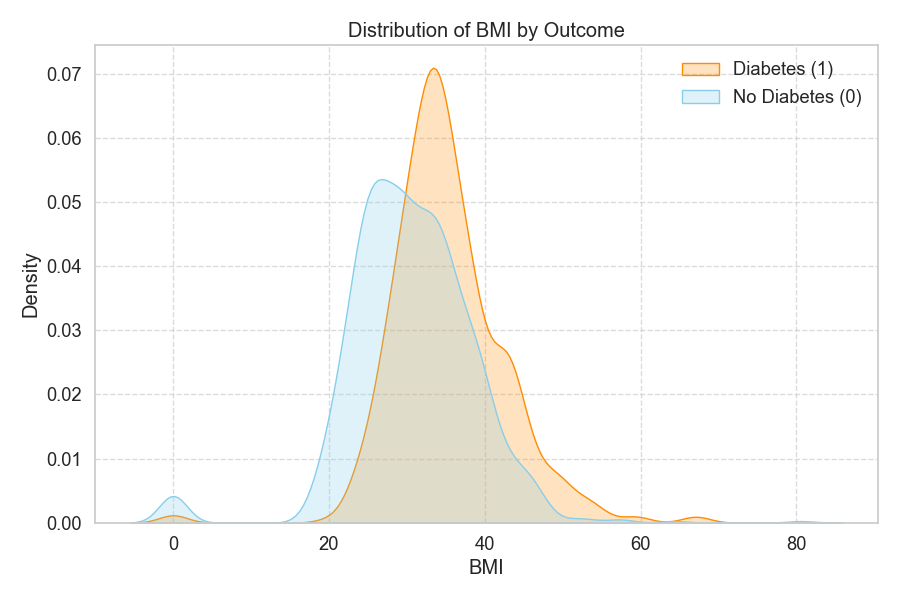 Distribution of BMI by Outcome
Diabetes (1)
No Diabetes (0)
0.07
0.06
0.05
0.04
0.03
0.02
0.01
0.00
Density
0 20 40 60 80
BMI